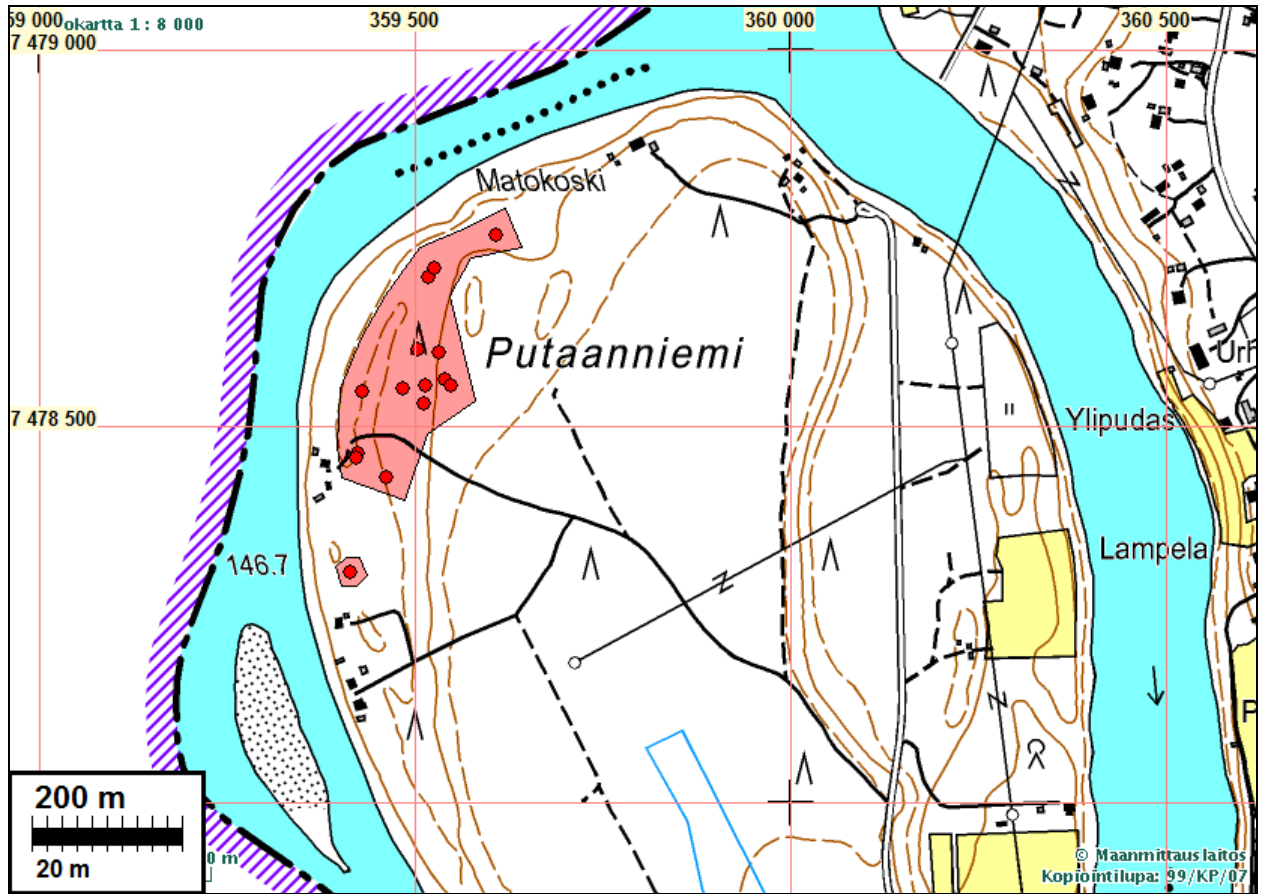 59 000
okartta 1 : 8 000
359 500
360 000
360 500
7 479 000
Matokoski
Putaanniemi
Urh
7 478 500
Ylipudas
146.7
Lampela
P
200 m
20 m
0 m
© Maanmittauslaitos
Kopiointilupa: 99/KP/07